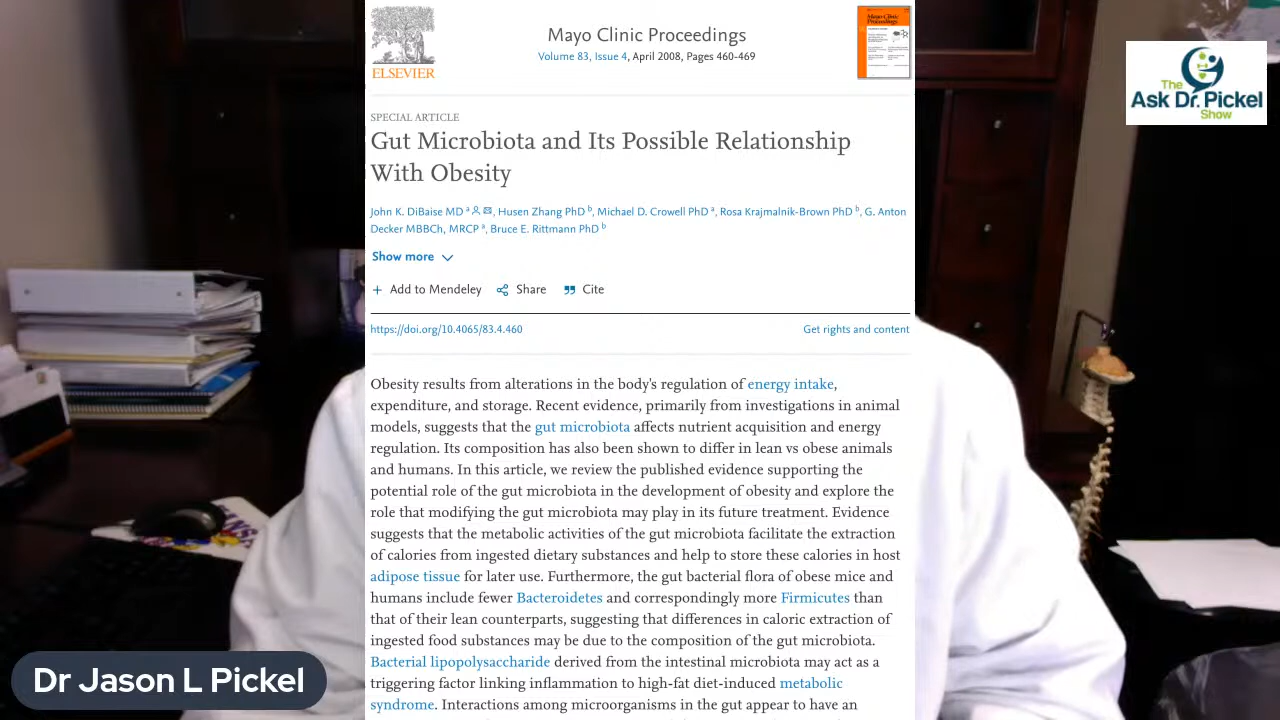 ELSEVIER
Mayo Clinic Proceedings
Volume 83, Issue 4, April 2008, Pages 460-469
Mayo Clinic Proceedings
The
Ask Dr. Pickel
Show
SPECIAL ARTICLE
Gut Microbiota and Its Possible Relationship
With Obesity
John K. DiBaise MD a, Husen Zhang PhD b, Michael D. Crowell PhD a, Rosa Krajmalnik-Brown PhD b, G. Anton
Decker MBBCh, MRCP a, Bruce E. Rittmann PhD b
Show more
+ Add to Mendeley Share Cite
https://doi.org/10.4065/83.4.460 Get rights and content
Obesity results from alterations in the body's regulation of energy intake,
expenditure, and storage. Recent evidence, primarily from investigations in animal
models, suggests that the gut microbiota affects nutrient acquisition and energy
regulation. Its composition has also been shown to differ in lean vs obese animals
and humans. In this article, we review the published evidence supporting the
potential role of the gut microbiota in the development of obesity and explore the
role that modifying the gut microbiota may play in its future treatment. Evidence
suggests that the metabolic activities of the gut microbiota facilitate the extraction
of calories from ingested dietary substances and help to store these calories in host
adipose tissue for later use. Furthermore, the gut bacterial flora of obese mice and
humans include fewer Bacteroidetes and correspondingly more Firmicutes than
that of their lean counterparts, suggesting that differences in caloric extraction of
ingested food substances may be due to the composition of the gut microbiota.
Bacterial lipopolysaccharide derived from the intestinal microbiota may act as a
triggering factor linking inflammation to high-fat diet-induced metabolic
syndrome. Interactions among microorganisms in the gut appear to have an
Dr Jason L Pickel